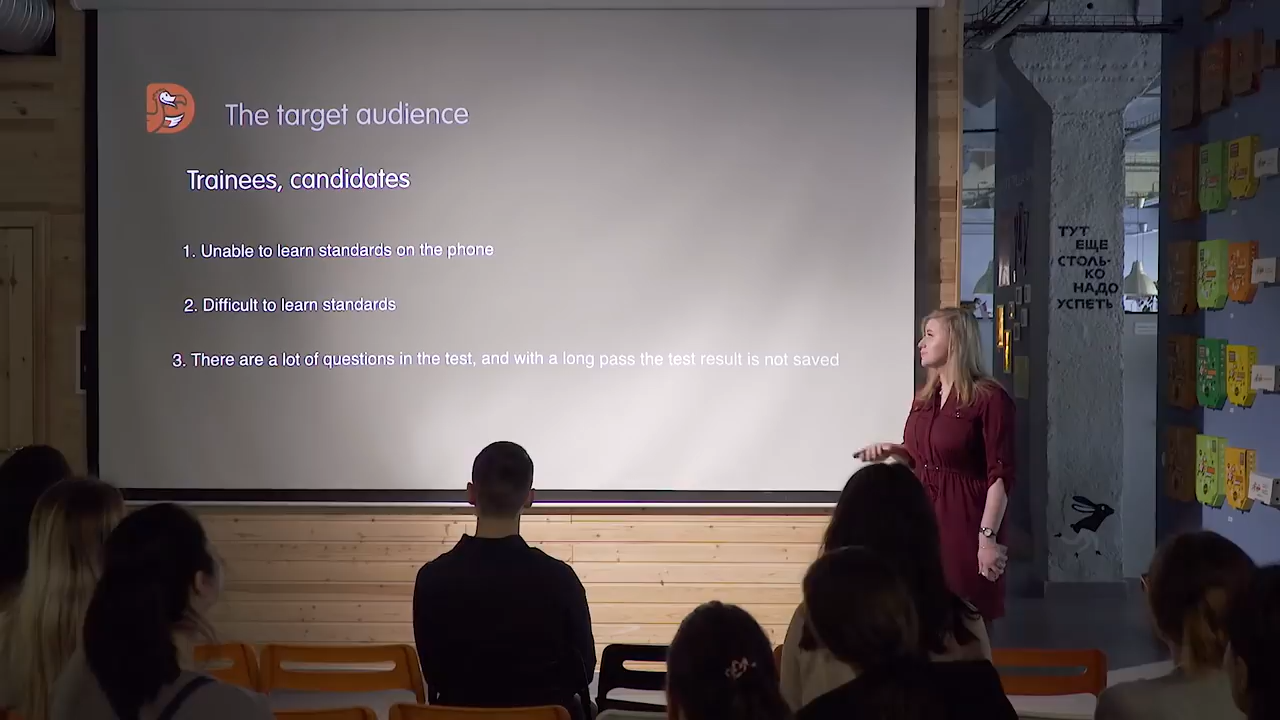 The target audience
Trainees, candidates
1. Unable to learn standards on the phone
2. Difficult to learn standards
3. There are a lot of questions in the test, and with a long pass the test result is not saved
ТУТ
ЕЩЕ
СТОЛЬ-
КО
НАДО
УСПЕТЬ